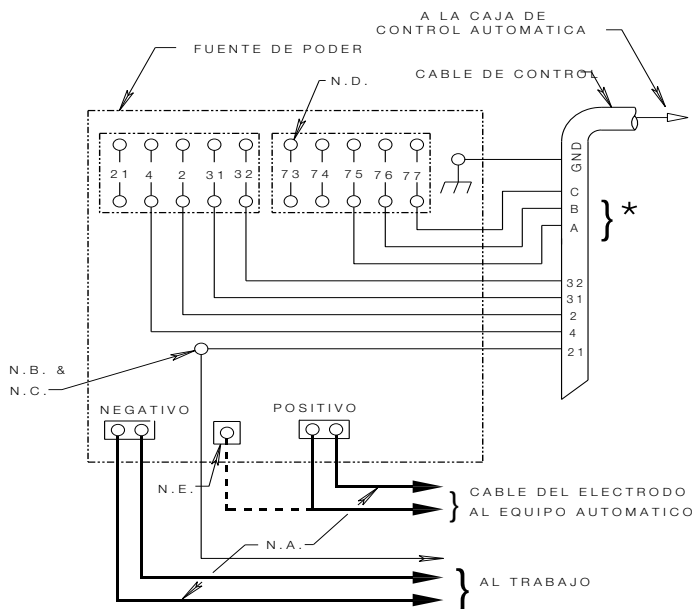 A LA CAJA DE
CONTROL AUTOMATICA
FUENTE DE PODER
CABLE DE CONTROL
N.D.
21 4 2 31 32
73 74 75 76 77
GND
C
B
A
*
32
31
2
4
21
N.B. &
N.C.
NEGATIVO
POSITIVO
N.E.
CABLE DEL ELECTRODO
AL EQUIPO AUTOMATICO
N.A.
AL TRABAJO